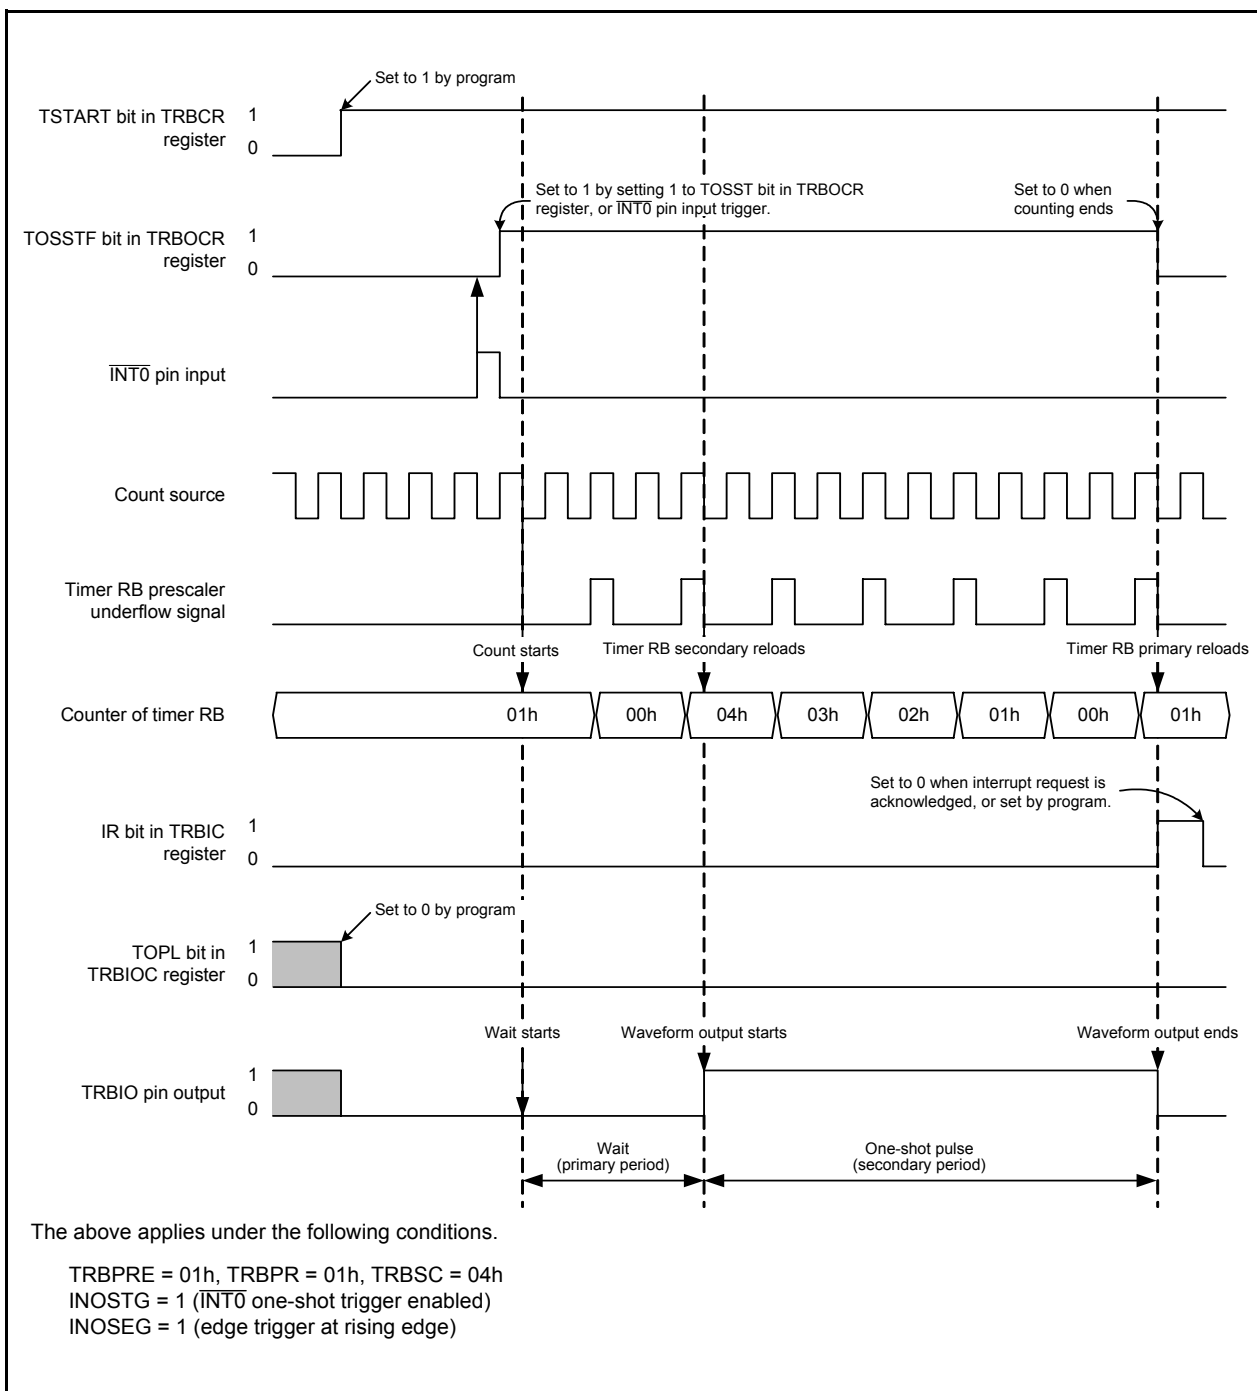 Set to 1 by program
TSTART bit in TRBCR
register
1
0
Set to 1 by setting 1 to TOSST bit in TRBOCR
register, or INT0 pin input trigger.
Set to 0 when
counting ends
TOSSTF bit in TRBOCR
register
1
0
INT0 pin input
Count source
Timer RB prescaler
underflow signal
Count starts
Timer RB secondary reloads
Timer RB primary reloads
Counter of timer RB
01h 00h 04h 03h 02h 01h 00h 01h
Set to 0 when interrupt request is
acknowledged, or set by program.
IR bit in TRBIC
register
1
0
Set to 0 by program
TOPL bit in
TRBIOC register
1
0
Wait starts
Waveform output starts
Waveform output ends
TRBIO pin output
1
0
Wait
(primary period)
One-shot pulse
(secondary period)
The above applies under the following conditions.
TRBPRE = 01h, TRBPR = 01h, TRBSC = 04h
INOSTG = 1 (INT0 one-shot trigger enabled)
INOSEG = 1 (edge trigger at rising edge)